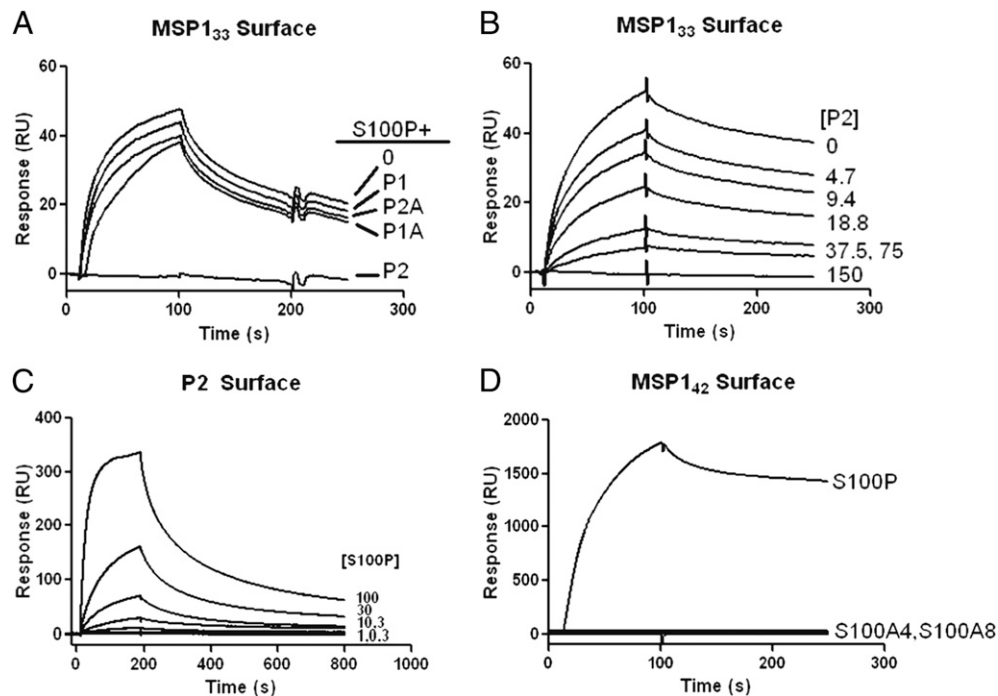 A
MSP1₃₃ Surface
Response (RU)
60
40
20
0
0
100
200
300
Time (s)
S100P+
0
P1
P2A
P1A
P2
B
MSP1₃₃ Surface
Response (RU)
60
40
20
0
0
100
200
300
Time (s)
[P2]
0
4.7
9.4
18.8
37.5, 75
150
C
P2 Surface
Response (RU)
400
300
200
100
0
0
200
400
600
800
1000
Time (s)
[S100P]
100
30
10.3
1.0.3
D
MSP1₄₂ Surface
Response (RU)
2000
1500
1000
500
0
0
100
200
300
Time (s)
S100P
S100A4,S100A8